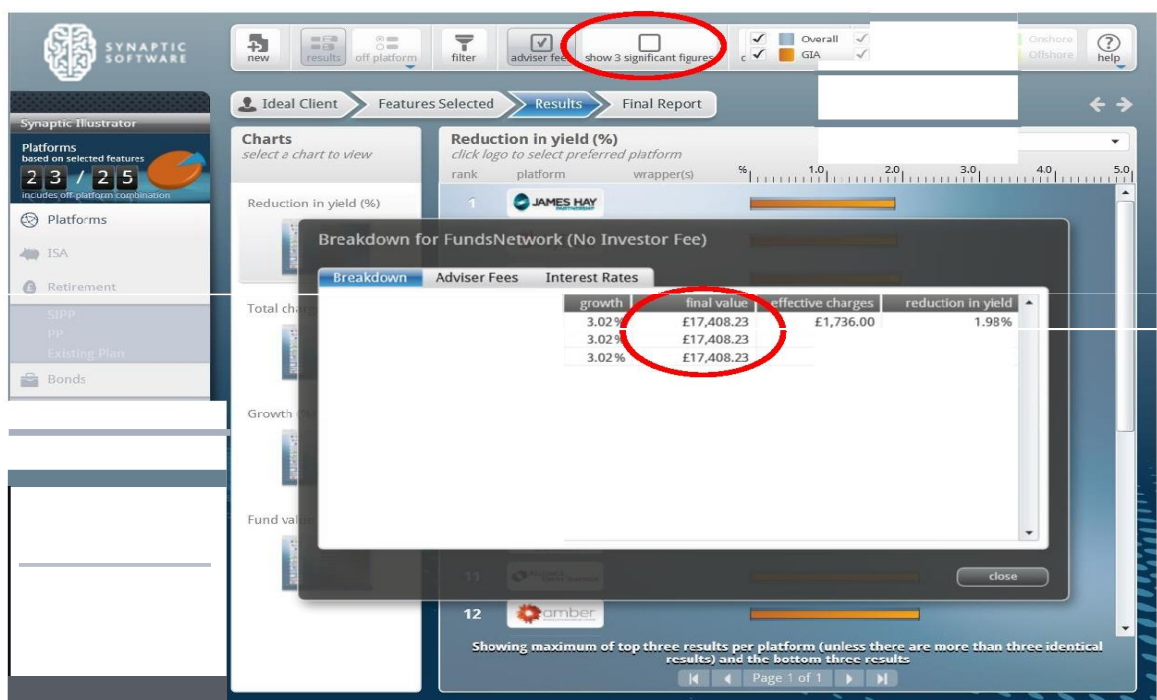 SYNAPTIC
SOFTWARE
new
results
off platform
filter
adviser fee
show 3 significant figures
Overall
GIA
Onshore
Offshore
help
Ideal Client
Features Selected
Results
Final Report
Synaptic Illustrator
Platforms
based on selected features
23/25
includes off-platform combination
Platforms
ISA
Retirement
SIPP
PP
Existing Plan
Bonds
Charts
select a chart to view
Reduction in yield (%)
Total char
Growth
Fund val
Reduction in yield (%)
click logo to select preferred platform
rank platform wrapper(s) % 1.0 2.0 3.0 4.0 5.0
1 JAMES HAY
PARTNERSHIP
Breakdown for FundsNetwork (No Investor Fee)
Breakdown Adviser Fees Interest Rates
growth final value effective charges reduction in yield
3.02% £17,408.23 £1,736.00 1.98%
3.02% £17,408.23
3.02% £17,408.23
close
11
12 amber
Showing maximum of top three results per platform (unless there are more than three identical
results) and the bottom three results
Page 1 of 1